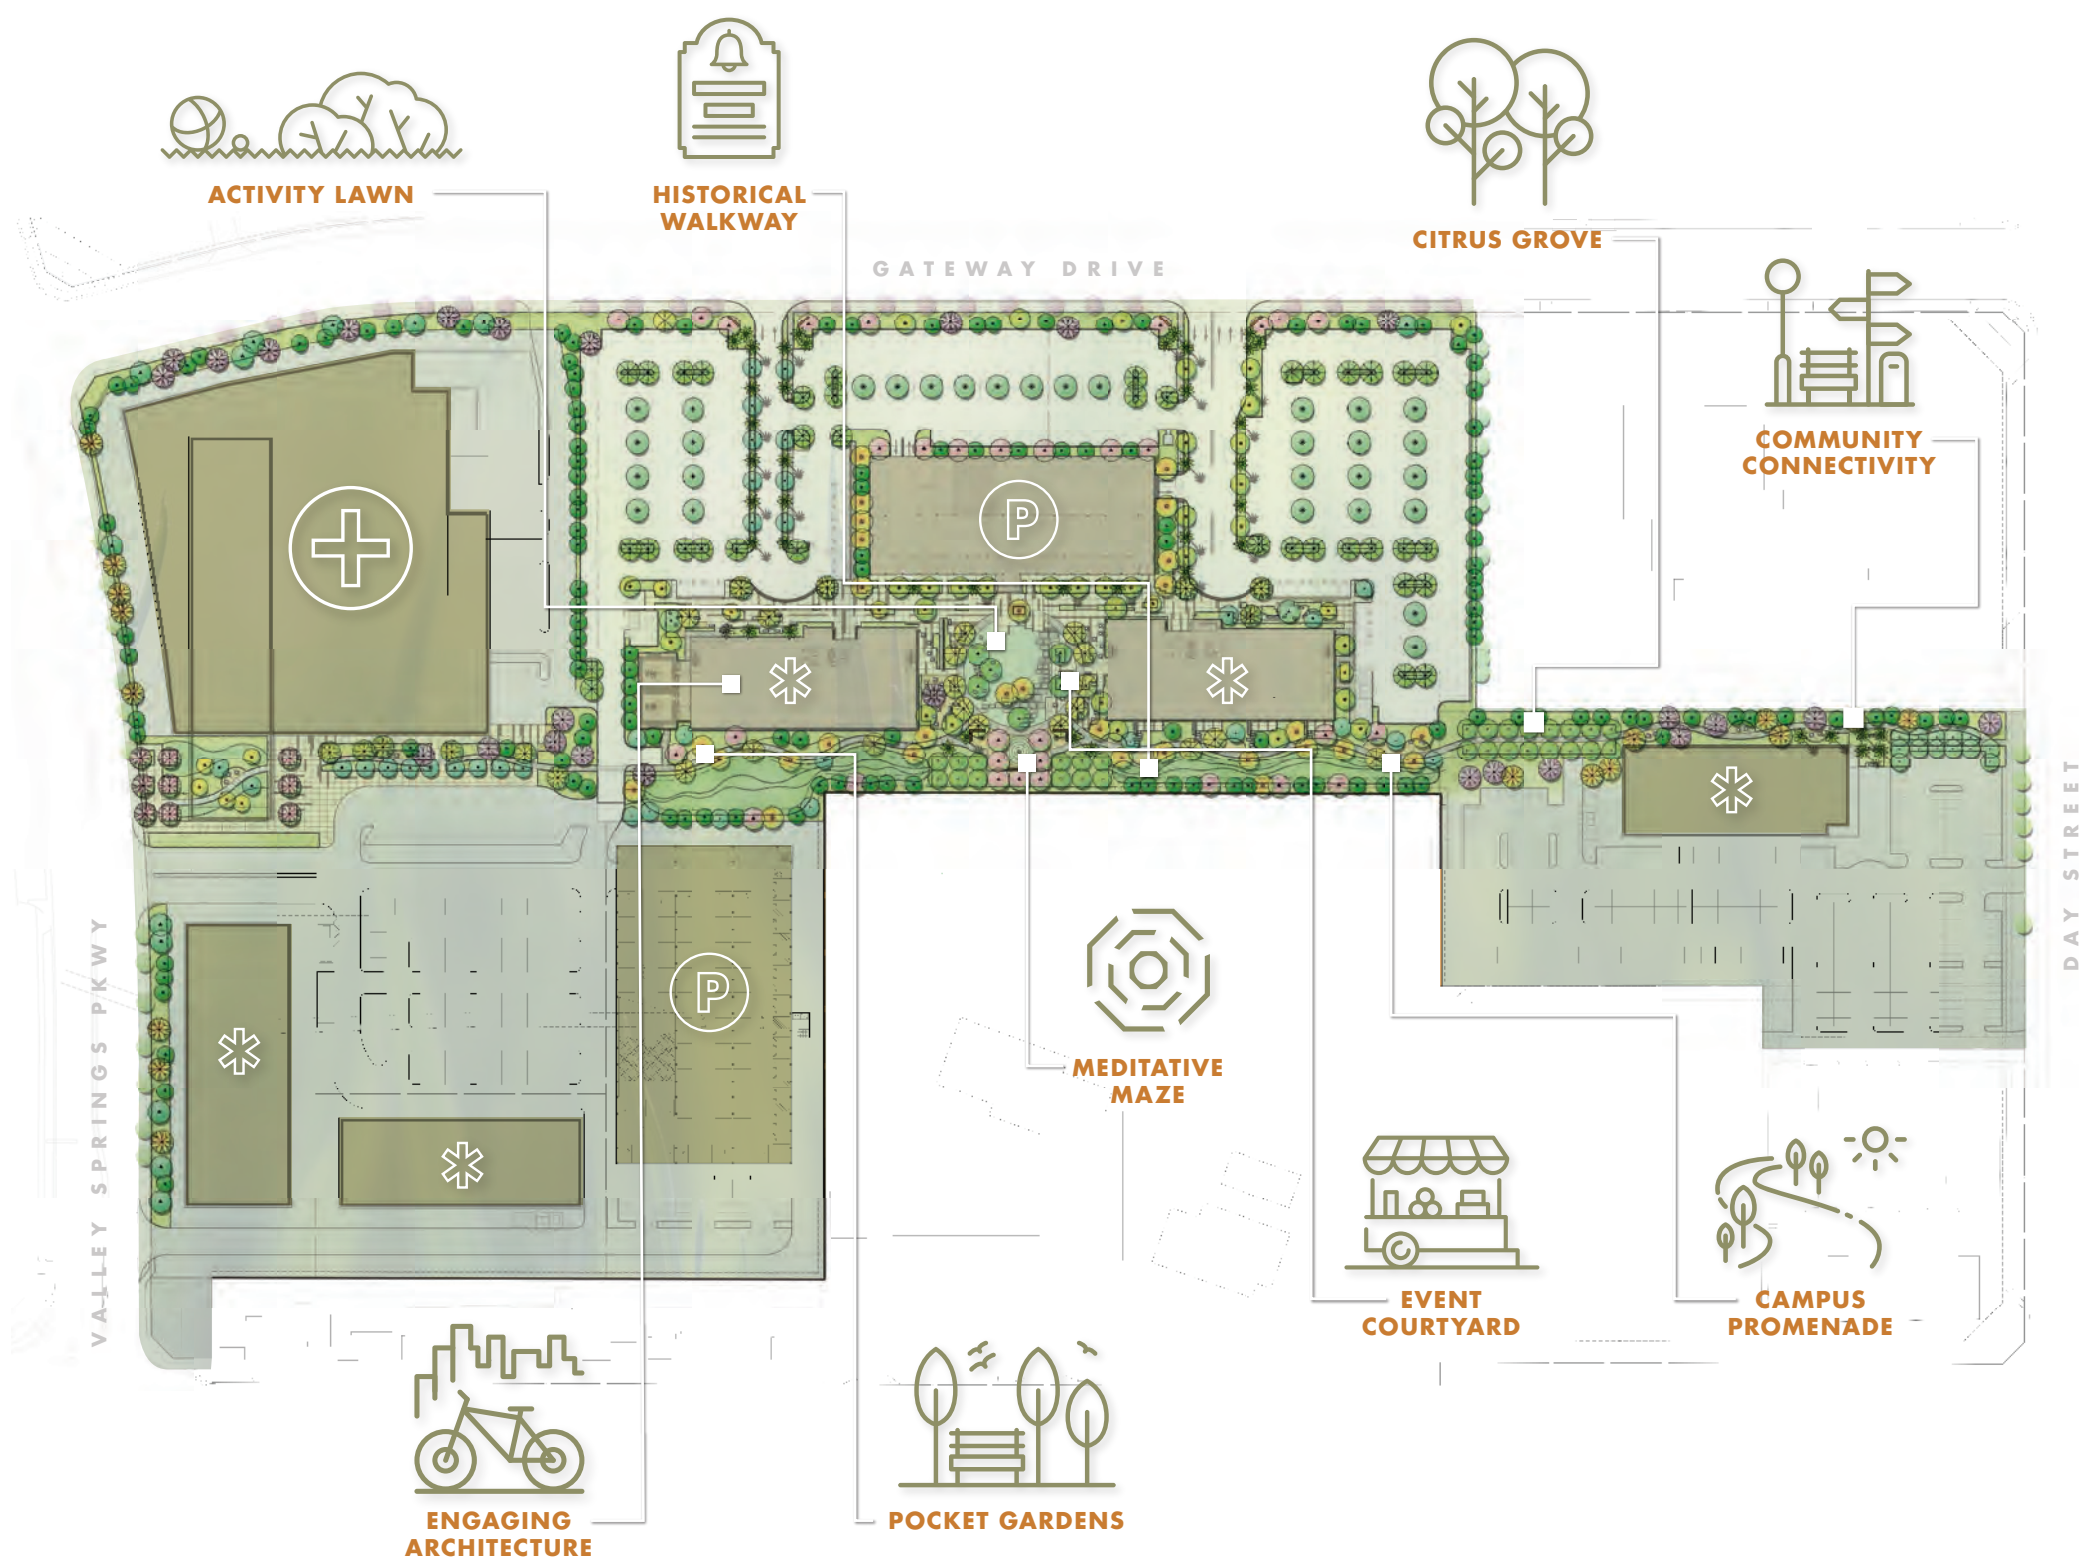 ACTIVITY LAWN
HISTORICAL
WALKWAY
CITRUS GROVE
GATEWAY DRIVE
COMMUNITY
CONNECTIVITY
P
DAY STREET
VALLEY SPRINGS PKWY
P
MEDITATIVE
MAZE
EVENT
COURTYARD
CAMPUS
PROMENADE
ENGAGING
ARCHITECTURE
POCKET GARDENS